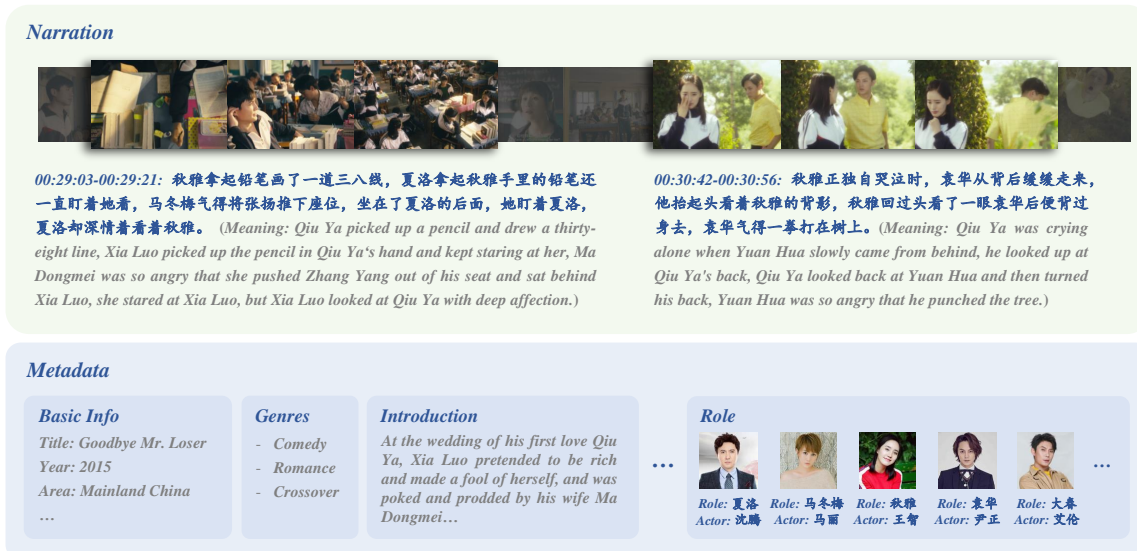 Narration
00:29:03-00:29:21: 秋雅拿起铅笔画了一道三八线，夏洛拿起秋雅手里的铅笔还
一直盯着她看，马冬梅气得将张扬推下座位，坐在了夏洛的后面，她盯着夏洛，
夏洛却深情着看着秋雅。 (Meaning: Qiu Ya picked up a pencil and drew a thirty-
eight line, Xia Luo picked up the pencil in Qiu Ya‘s hand and kept staring at her, Ma
Dongmei was so angry that she pushed Zhang Yang out of his seat and sat behind
Xia Luo, she stared at Xia Luo, but Xia Luo looked at Qiu Ya with deep affection.)
00:30:42-00:30:56: 秋雅正独自哭泣时，袁华从背后缓缓走来，
他抬起头看着秋雅的背影，秋雅回过头看了一眼袁华后便背过
身去，袁华气得一拳打在树上。(Meaning: Qiu Ya was crying
alone when Yuan Hua slowly came from behind, he looked up at
Qiu Ya's back, Qiu Ya looked back at Yuan Hua and then turned
his back, Yuan Hua was so angry that he punched the tree.)
Metadata
Basic Info
Title: Goodbye Mr. Loser
Year: 2015
Area: Mainland China
…
Genres
- Comedy
- Romance
- Crossover
Introduction
At the wedding of his first love Qiu
Ya, Xia Luo pretended to be rich
and made a fool of herself, and was
poked and prodded by his wife Ma
Dongmei…
…
Role
Role: 夏洛 Role: 马冬梅 Role: 秋雅 Role: 袁华 Role: 大春
Actor: 沈腾 Actor: 马丽 Actor: 王智 Actor: 尹正 Actor: 艾伦
…